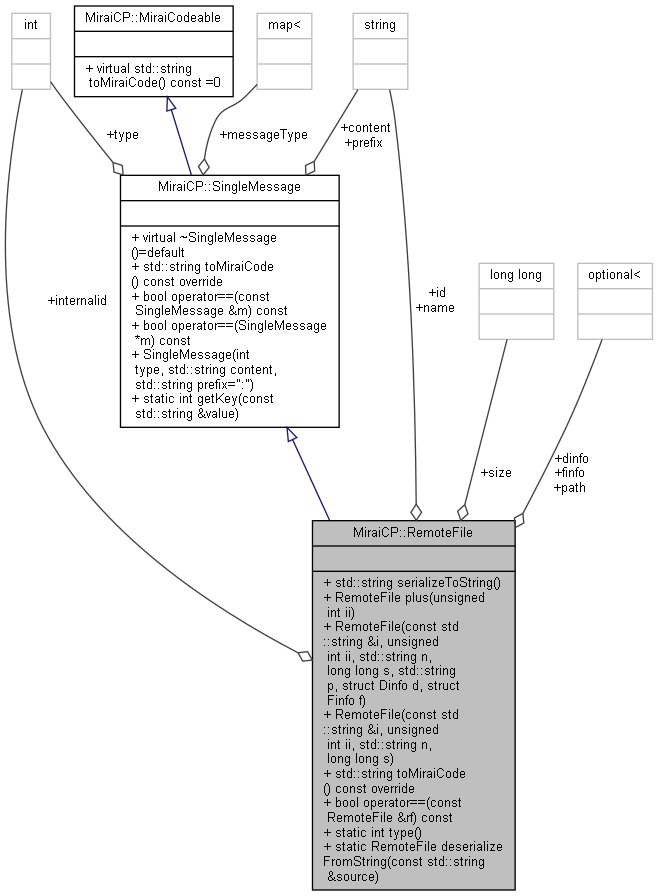 int
MiraiCP::MiraiCodeable
+ virtual std::string
toMiraiCode() const =0
map<
string
+type
+messageType
+content
+prefix
MiraiCP::SingleMessage
+ virtual ~SingleMessage
()=default
+ std::string toMiraiCode
() const override
+ bool operator==(const
SingleMessage &m) const
+ bool operator==(SingleMessage
*m) const
+ SingleMessage(int
type, std::string content,
std::string prefix=":")
+ static int getKey(const
std::string &value)
long long
optional<
+internalid
+id
+name
+size
+dinfo
+finfo
+path
MiraiCP::RemoteFile
+ std::string serializeToString()
+ RemoteFile plus(unsigned
int ii)
+ RemoteFile(const std
::string &i, unsigned
int ii, std::string n,
long long s, std::string
p, struct Dinfo d, struct
Finfo f)
+ RemoteFile(const std
::string &i, unsigned
int ii, std::string n,
long long s)
+ std::string toMiraiCode
() const override
+ bool operator==(const
RemoteFile &rf) const
+ static int type()
+ static RemoteFile deserialize
FromString(const std::string
&source)